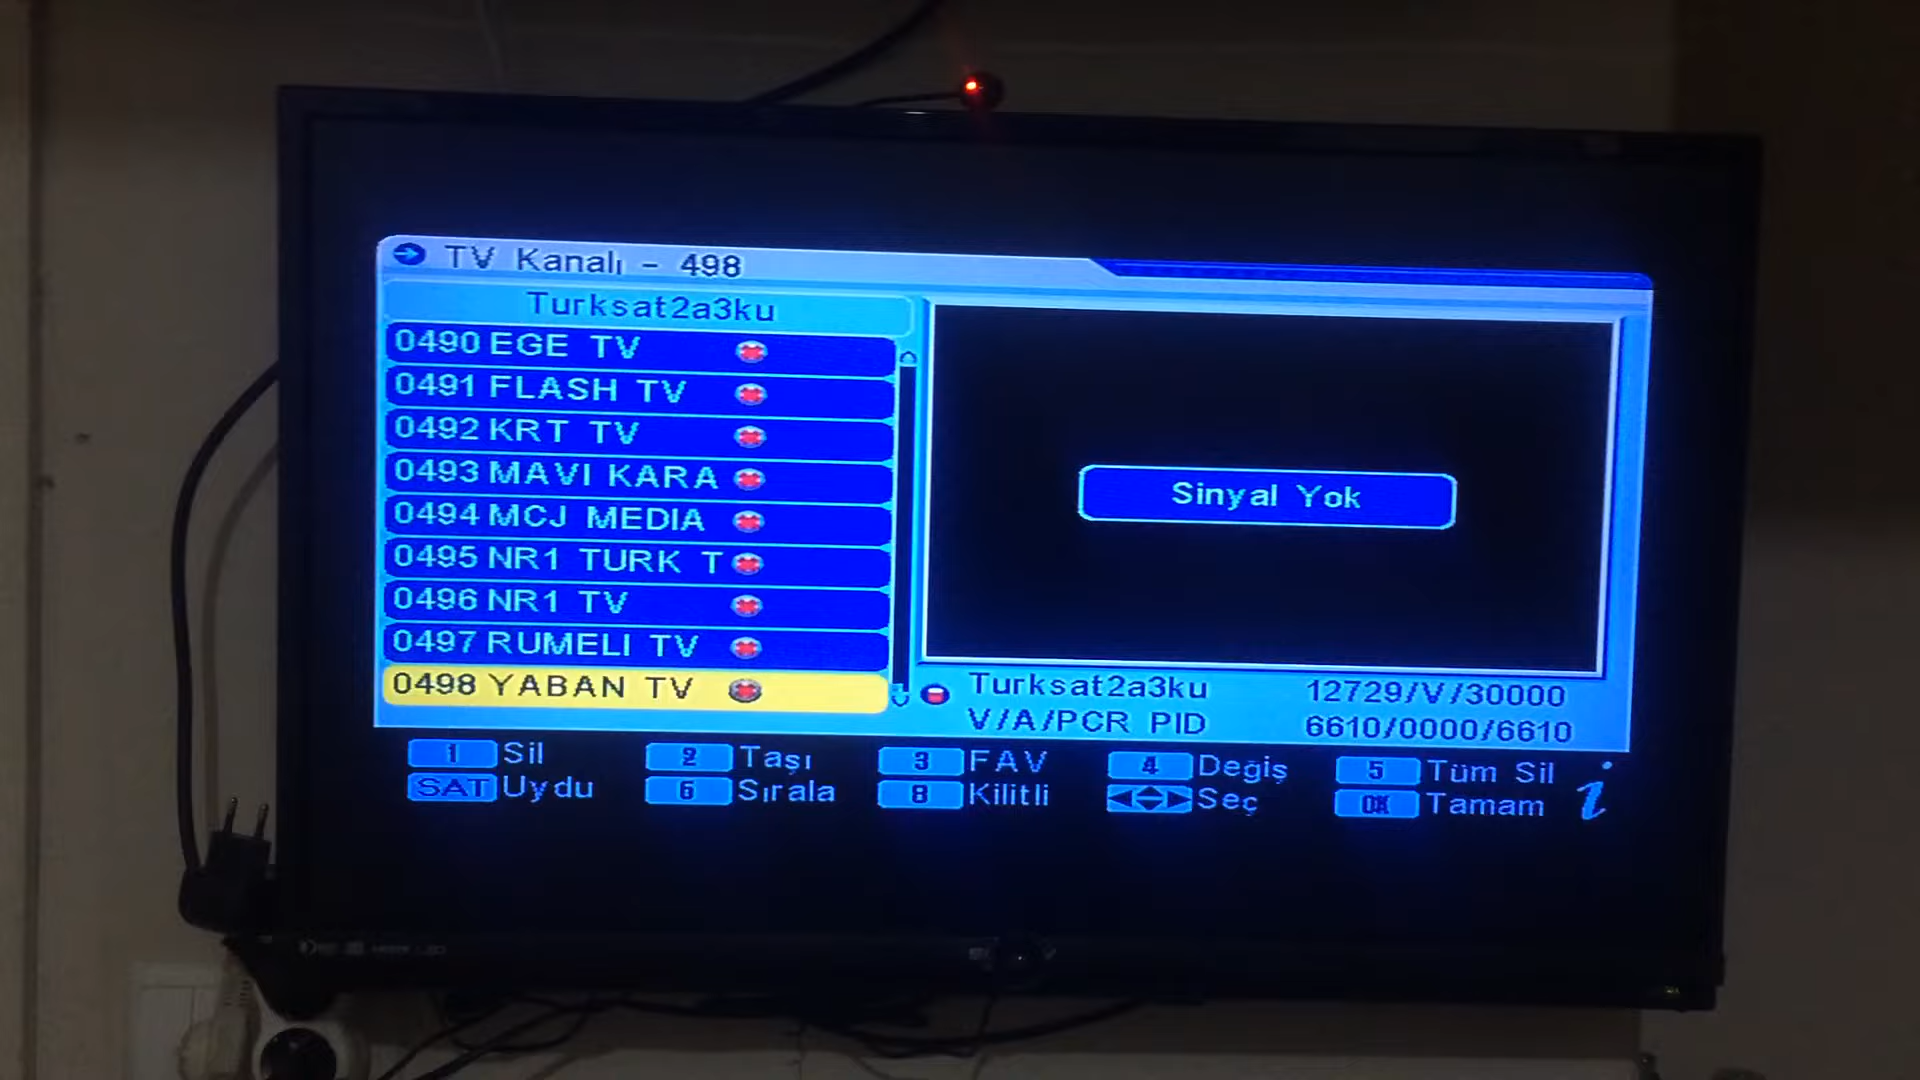 TV Kanalı - 498
Turksat2a3ku
0490 EGE TV
0491 FLASH TV
0492 KRT TV
0493 MAVI KARA
0494 MCJ MEDIA
0495 NR1 TURK T
0496 NR1 TV
0497 RUMELI TV
0498 YABAN TV
Sinyal Yok
Turksat2a3ku 12729/V/30000
V/A/PCR PID 6610/0000/6610
1 Sil 2 Taşı 3 FAV 4 Değiş 5 Tüm Sil
SAT Uydu 6 Sırala 8 Kilitli Seç OK Tamam i